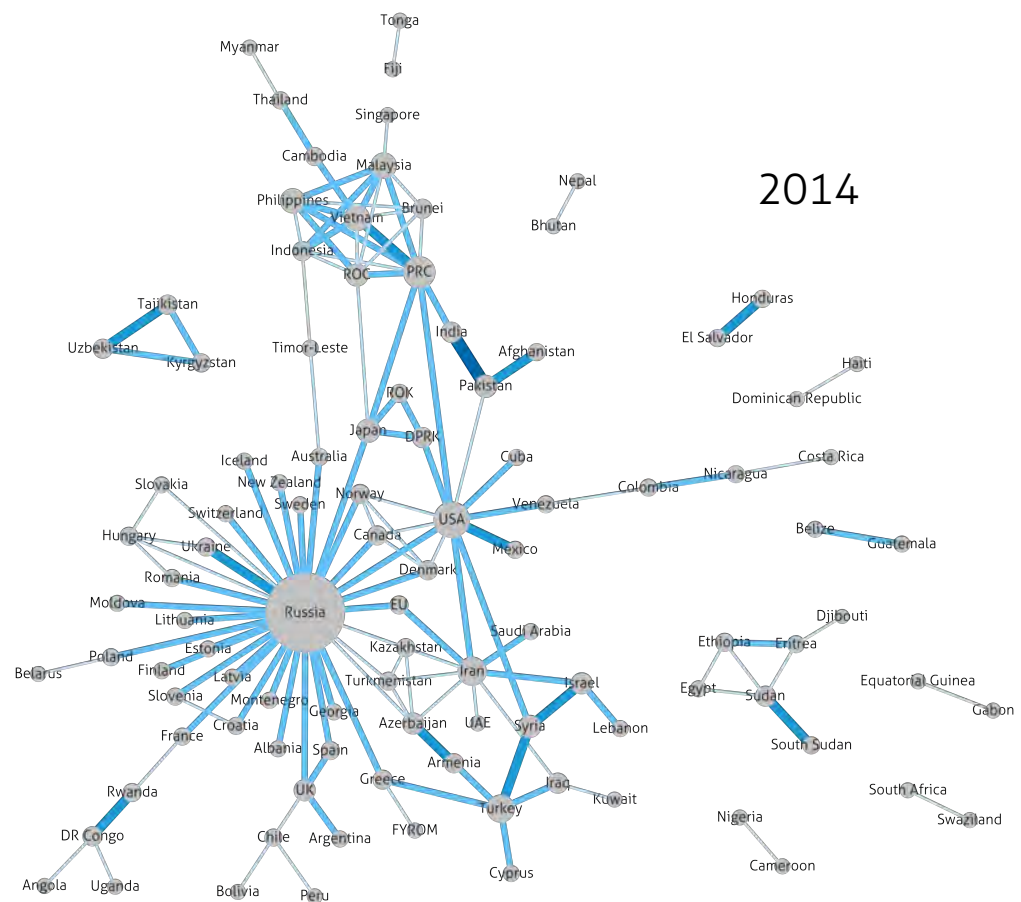 Tonga
Myanmar
Fiji
Thailand
Singapore
Cambodia
Malaysia
Nepal
2014
Philippines
Brunei
Vietnam
Bhutan
Indonesia
ROC
PRC
Honduras
Tajikistan
India
El Salvador
Uzbekistan
Timor-Leste
Afghanistan
Kyrgyzstan
Haiti
Pakistan
ROK
Dominican Republic
Japan
DPRK
Iceland
Australia
Cuba
Costa Rica
New Zealand
Nicaragua
Slovakia
Norway
Colombia
Sweden
Venezuela
Switzerland
USA
Belize
Hungary
Canada
Ukraine
Mexico
Guatemala
Romania
Denmark
Moldova
EU
Russia
Lithuania
Djibouti
Saudi Arabia
Ethiopia
Eritrea
Estonia
Kazakhstan
Poland
Belarus
Finland
Latvia
Turkmenistan
Iran
Israel
Equatorial Guinea
Egypt
Sudan
Slovenia
Montenegro
Georgia
Gabon
Croatia
Azerbaijan
UAE
Syria
Lebanon
France
Albania
Spain
South Sudan
Armenia
Rwanda
UK
Greece
Iraq
Kuwait
South Africa
Turkey
Swaziland
Nigeria
DR Congo
Chile
Argentina
FYROM
Cameroon
Cyprus
Angola
Uganda
Bolivia
Peru